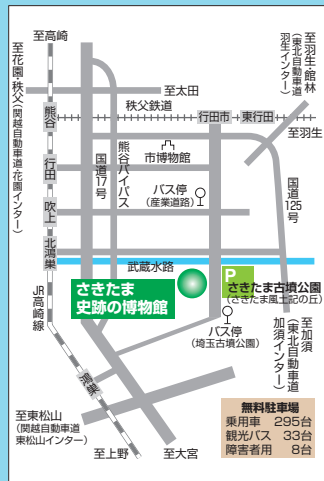 至高崎
至花園・秩父(関越自動車道・花園インター)
至太田
秩父鉄道
至羽生・館林
(東北自動車道
羽生インター)
熊谷
行田市
東行田
至羽生
国道17号
熊谷バイパス
市博物館
行田
バス停
(産業道路)
国道125号
吹上
北鴻巣
武蔵水路
P
さきたま
史跡の博物館
さきたま古墳公園
(さきたま風土記の丘)
JR
高崎線
バス停
(埼玉古墳公園)
至加須
(東北自動車道
加須インター)
鴻巣
至東松山
(関越自動車道
東松山インター)
至上野
至大宮
無料駐車場
乗用車 295台
観光バス 33台
障害者用 8台